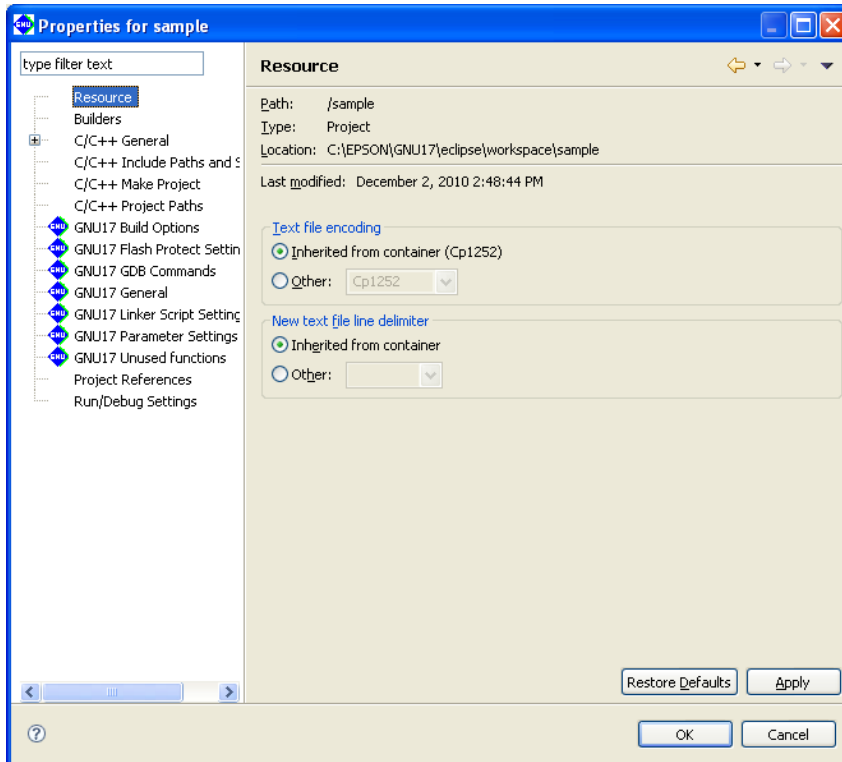 Properties for sample
type filter text
Resource
Builders
C/C++ General
C/C++ Include Paths and S
C/C++ Make Project
C/C++ Project Paths
GNU17 Build Options
GNU17 Flash Protect Settin
GNU17 GDB Commands
GNU17 General
GNU17 Linker Script Setting
GNU17 Parameter Settings
GNU17 Unused functions
Project References
Run/Debug Settings
Resource
Path: /sample
Type: Project
Location: C:\EPSON\GNU17\eclipse\workspace\sample
Last modified: December 2, 2010 2:48:44 PM
Text file encoding
Inherited from container (Cp1252)
Other: Cp1252
New text file line delimiter
Inherited from container
Other:
Restore Defaults Apply
OK Cancel